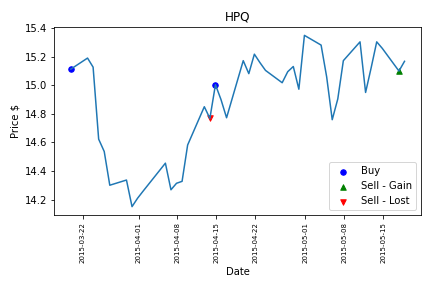 HPQ
Price $
15.4
15.2
15.0
14.8
14.6
14.4
14.2
Buy
Sell - Gain
Sell - Lost
2015-03-22
2015-04-01
2015-04-08
2015-04-15
2015-04-22
2015-05-01
2015-05-08
2015-05-15
Date